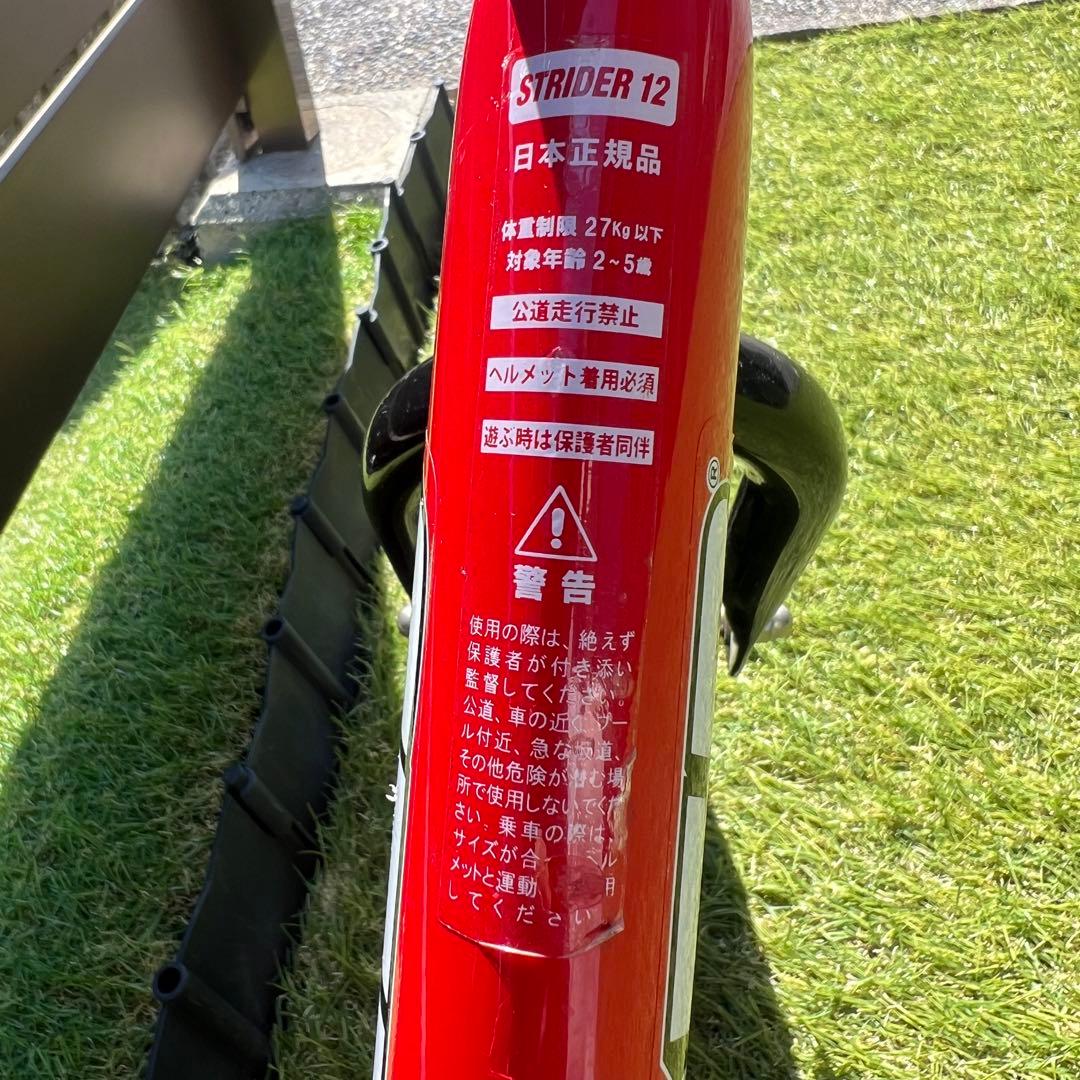 STRIDER 12
日本正規品
体重制限 27Kg以下
対象年齢 2~5歳
公道走行禁止
ヘルメット着用必須
遊ぶ時は保護者同伴
警告
使用の際は、絶えず
保護者が付き添い
監督してください。
公道、車の近く、プー
ル付近、急な坂道、
その他危険が潜む場
所で使用しないでくだ
さい。乗車の際は、
サイズが合 ヘル
メットと運動 用
してください
®